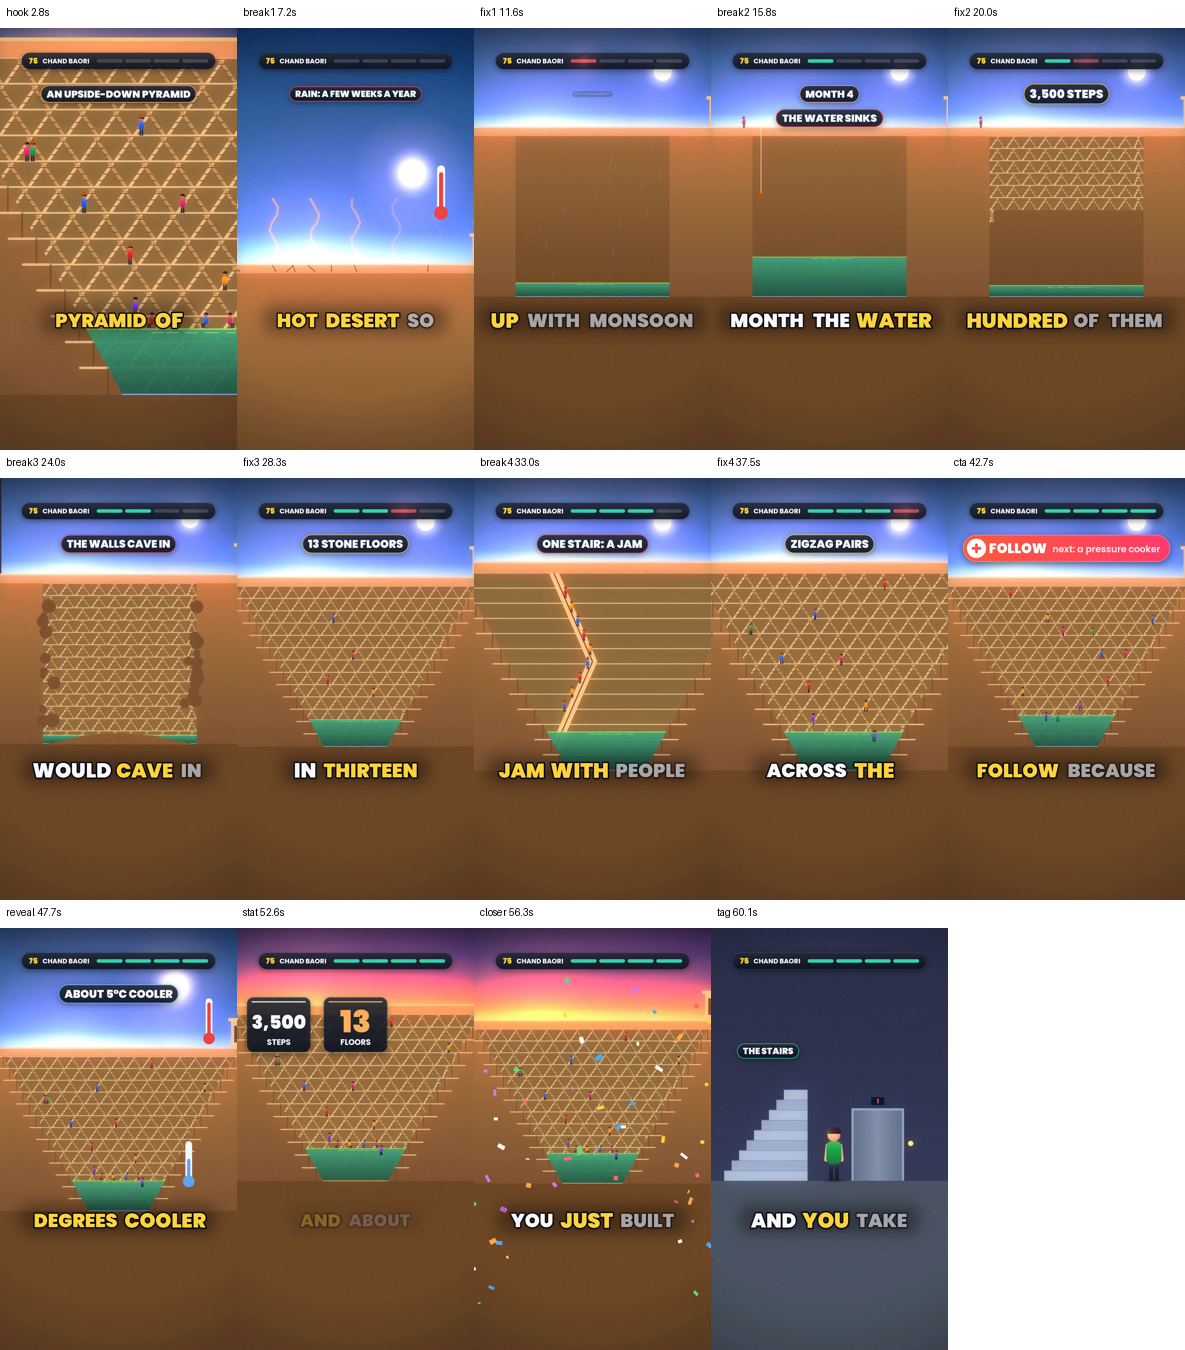 hook 2.8s
75 CHAND BAORI
AN UPSIDE-DOWN PYRAMID
PYRAMID OF
break1 7.2s
75 CHAND BAORI
RAIN: A FEW WEEKS A YEAR
HOT DESERT SO
fix1 11.6s
75 CHAND BAORI
UP WITH MONSOON
break2 15.8s
75 CHAND BAORI
MONTH 4
THE WATER SINKS
MONTH THE WATER
fix2 20.0s
75 CHAND BAORI
3,500 STEPS
HUNDRED OF THEM
break3 24.0s
75 CHAND BAORI
THE WALLS CAVE IN
WOULD CAVE IN
fix3 28.3s
75 CHAND BAORI
13 STONE FLOORS
IN THIRTEEN
break4 33.0s
75 CHAND BAORI
ONE STAIR: A JAM
JAM WITH PEOPLE
fix4 37.5s
75 CHAND BAORI
ZIGZAG PAIRS
ACROSS THE
cta 42.7s
75 CHAND BAORI
FOLLOW next: a pressure cooker
FOLLOW BECAUSE
reveal 47.7s
75 CHAND BAORI
ABOUT 5°C COOLER
DEGREES COOLER
stat 52.6s
75 CHAND BAORI
3,500
STEPS
13
FLOORS
AND ABOUT
closer 56.3s
75 CHAND BAORI
YOU JUST BUILT
tag 60.1s
75 CHAND BAORI
THE STAIRS
AND YOU TAKE